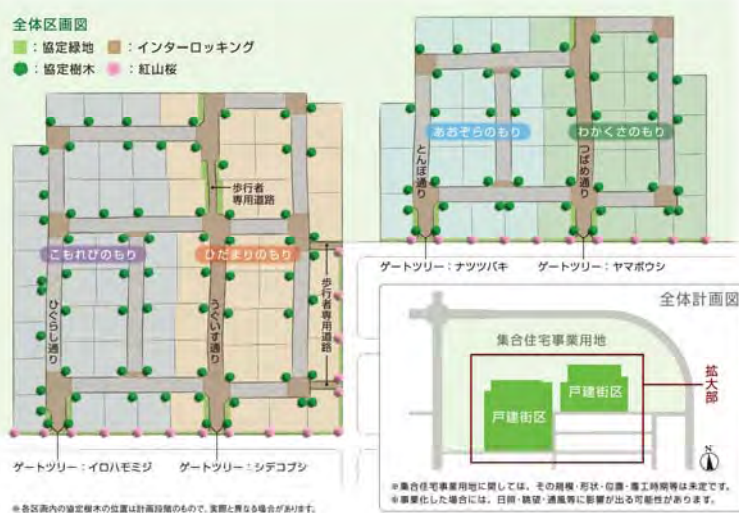 全体区画図
：協定緑地 ：インターロッキング
：協定樹木 ：紅山桜
歩行者
専用道路
こもれびのもり
ひだまりのもり
ひぐらし通り
うぐいす通り
歩行者専用道路
ゲートツリー：イロハモミジ
ゲートツリー：シデコブシ
※各区画内の協定樹木の位置は計画段階のもので、実際と異なる場合があります。
あおぞらのもり
わかくさのもり
とんぼ通り
つばめ通り
ゲートツリー：ナツツバキ
ゲートツリー：ヤマボウシ
全体計画図
集合住宅事業用地
戸建街区
戸建街区
拡大部
N
※集合住宅事業用地に関しては、その規模・形状・位置・着工時期等は未定です。
※事業化した場合には、日照・眺望・通風等に影響が出る可能性があります。